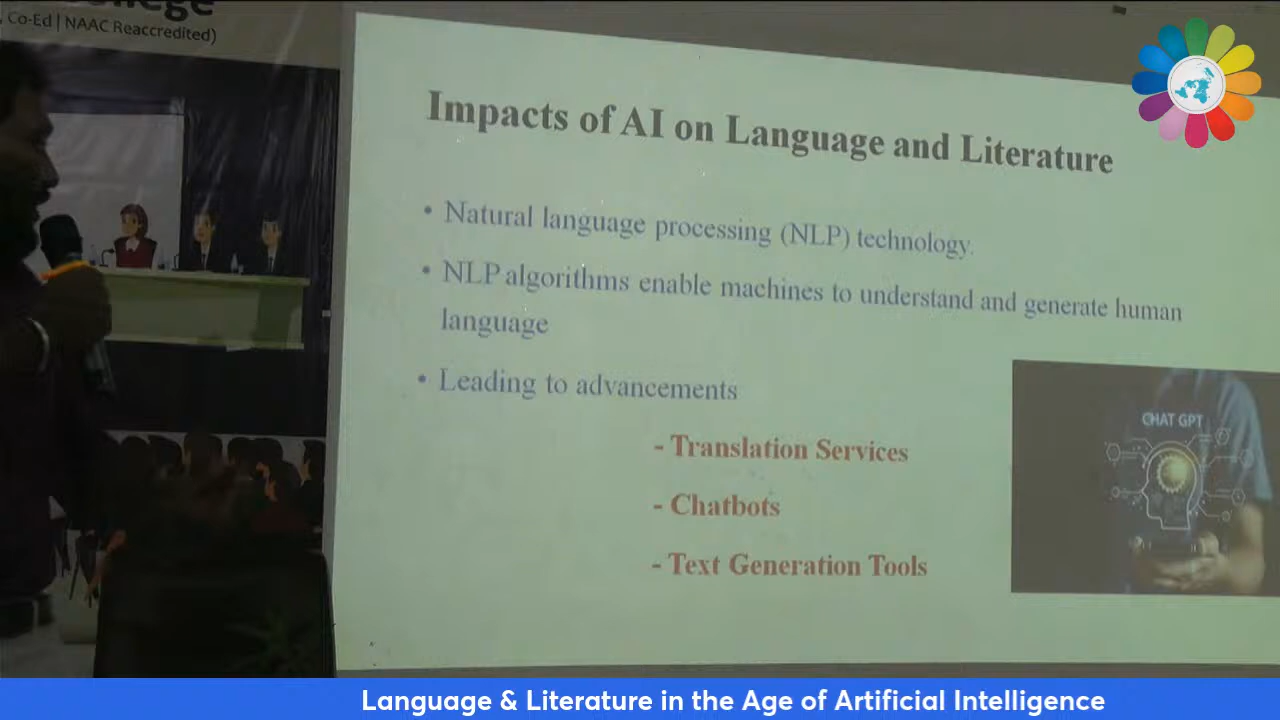 , Co-Ed | NAAC Reaccredited)
Impacts of AI on Language and Literature
• Natural language processing (NLP) technology.
• NLP algorithms enable machines to understand and generate human
language
• Leading to advancements
- Translation Services
- Chatbots
- Text Generation Tools
CHAT GPT
Language & Literature in the Age of Artificial Intelligence